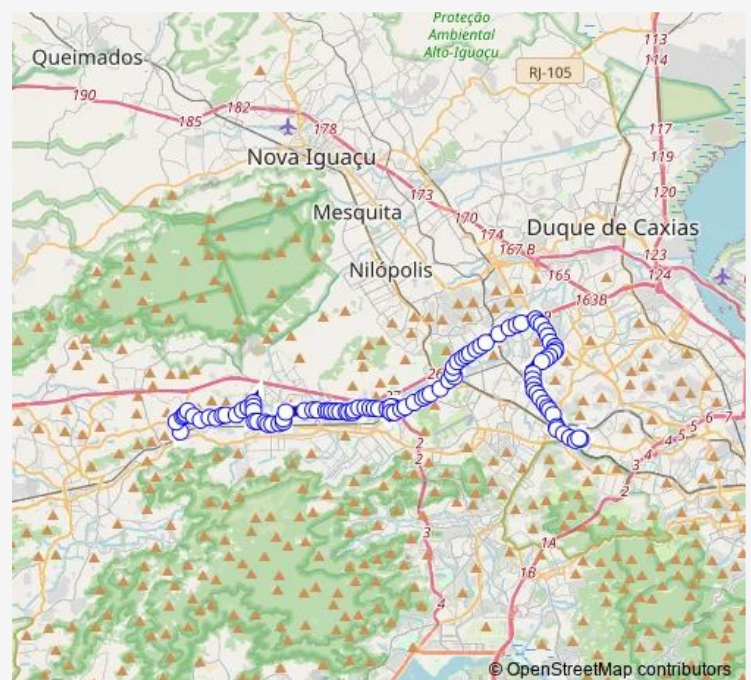 Proteção
Ambiental
Alto-Iguaçu
113
114
Queimados
RJ-105
190
185
182
178
117
119
120
Nova Iguaçu
173
Mesquita
170
174
167 B
Duque de Caxias
123
124
165
163B
Nilópolis
2
2
3
4
1A
1B
2
3
4
4
5
5
6
7
© OpenStreetMap contributors